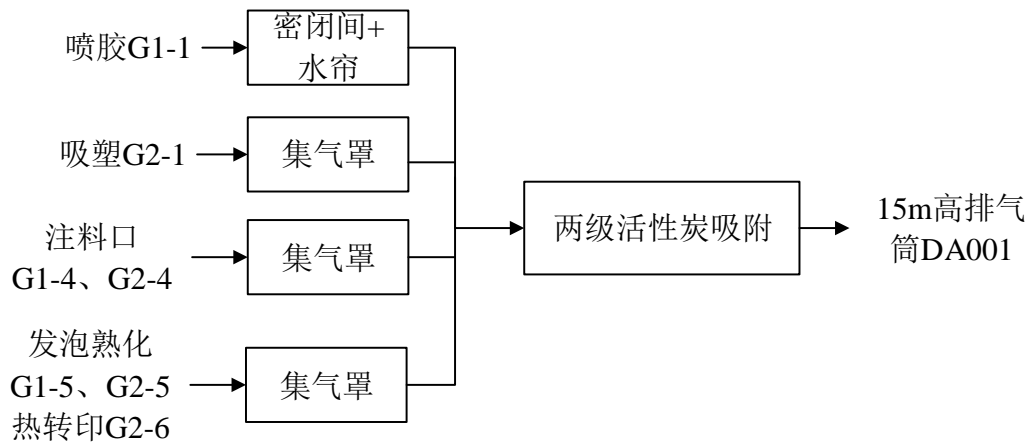 喷胶G1-1
密闭间+
水帘
吸塑G2-1
集气罩
注料口
G1-4、G2-4
集气罩
发泡熟化
G1-5、G2-5
热转印G2-6
集气罩
两级活性炭吸附
15m高排气
筒DA001